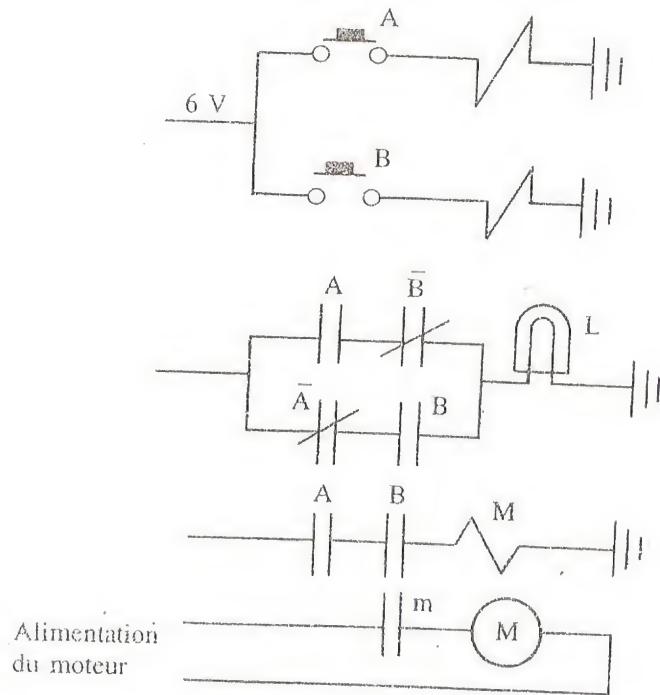 A
6 V
B
A B̅
L
A̅ B
A B M
m
M
Alimentation
du moteur